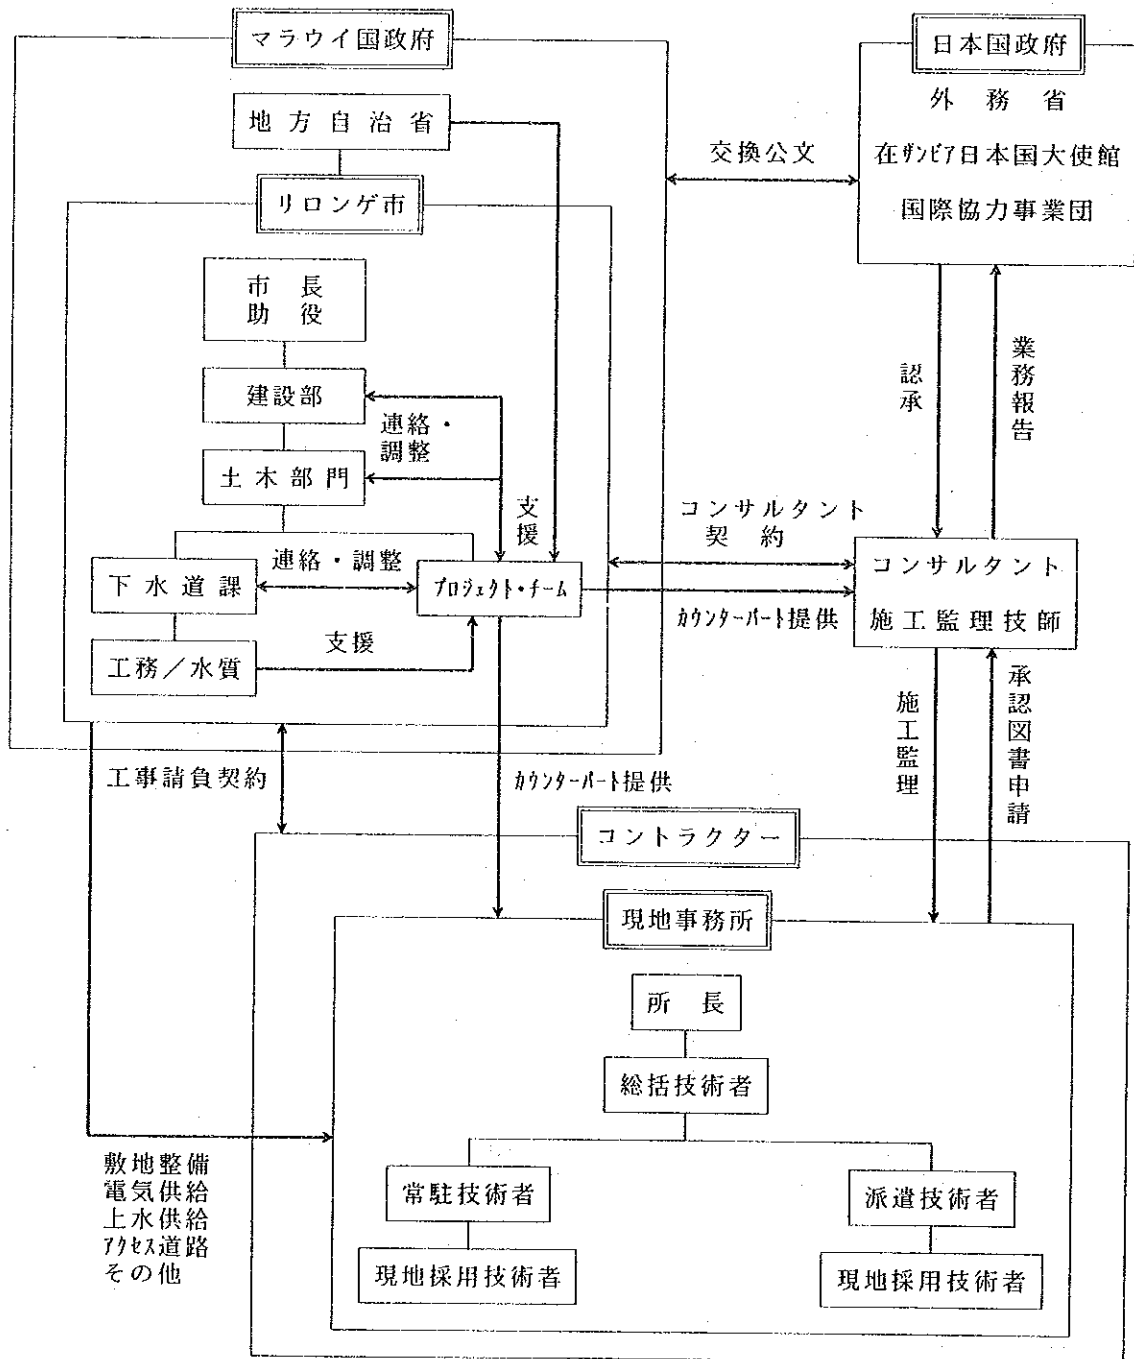 マラウイ国政府
日本国政府
外務省
在ザンビア日本国大使館
国際協力事業団
地方自治省
交換公文
リロンゲ市
市長
助役
建設部
連絡・
調整
土木部門
支援
認承
業務報告
コンサルタント
契約
連絡・調整
下水道課
プロジェクト・チーム
コンサルタント
施工監理技師
カウンターパート提供
支援
工務／水質
施工監理
承認図書申請
工事請負契約
カウンターパート提供
コントラクター
現地事務所
所長
総括技術者
敷地整備
電気供給
上水供給
アクセス道路
その他
常駐技術者
派遣技術者
現地採用技術者
現地採用技術者